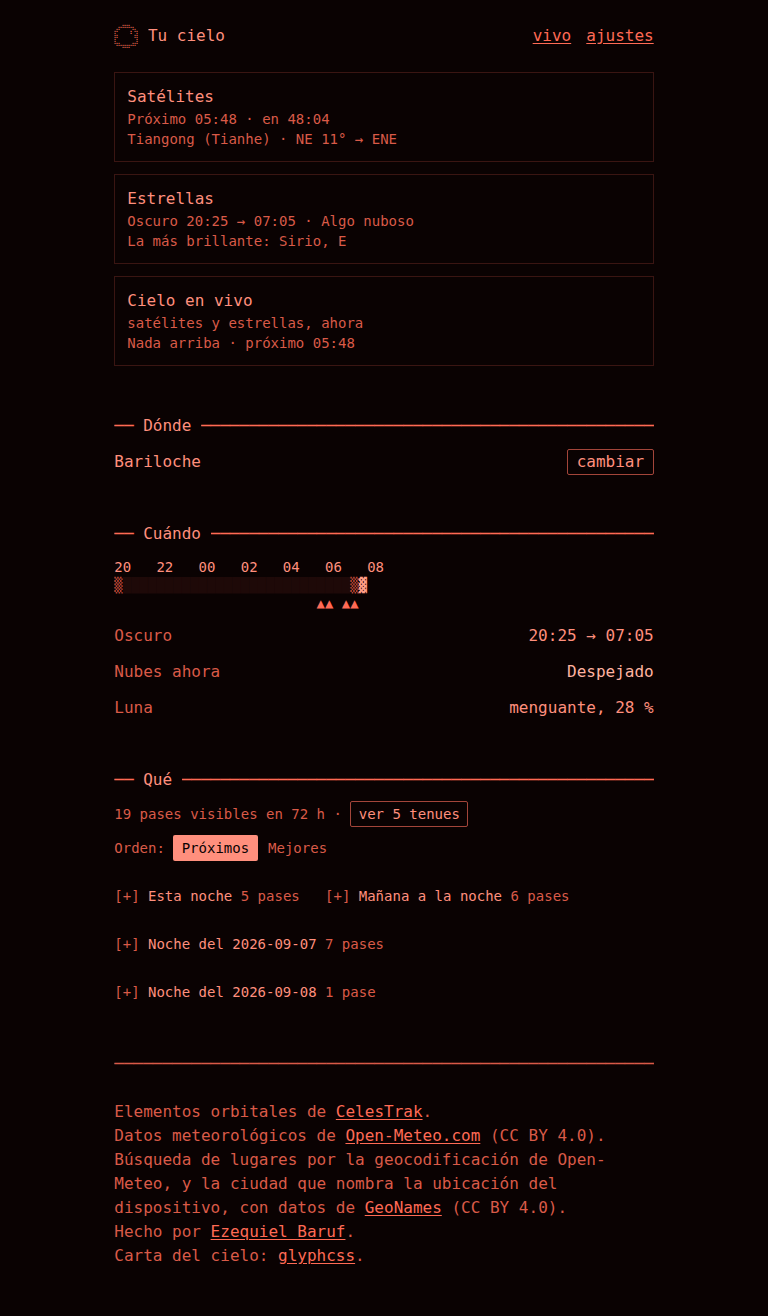 Tu cielo vivo ajustes
Satélites
Próximo 05:48 · en 48:04
Tiangong (Tianhe) · NE 11° → ENE
Estrellas
Oscuro 20:25 → 07:05 · Algo nuboso
La más brillante: Sirio, E
Cielo en vivo
satélites y estrellas, ahora
Nada arriba · próximo 05:48
Dónde
Bariloche cambiar
Cuándo
20 22 00 02 04 06 08
▲▲ ▲▲
Oscuro 20:25 → 07:05
Nubes ahora Despejado
Luna menguante, 28 %
Qué
19 pases visibles en 72 h · ver 5 tenues
Orden: Próximos Mejores
[+] Esta noche 5 pases [+] Mañana a la noche 6 pases
[+] Noche del 2026-09-07 7 pases
[+] Noche del 2026-09-08 1 pase
Elementos orbitales de CelesTrak.
Datos meteorológicos de Open-Meteo.com (CC BY 4.0).
Búsqueda de lugares por la geocodificación de Open-
Meteo, y la ciudad que nombra la ubicación del
dispositivo, con datos de GeoNames (CC BY 4.0).
Hecho por Ezequiel Baruf.
Carta del cielo: glyphcss.